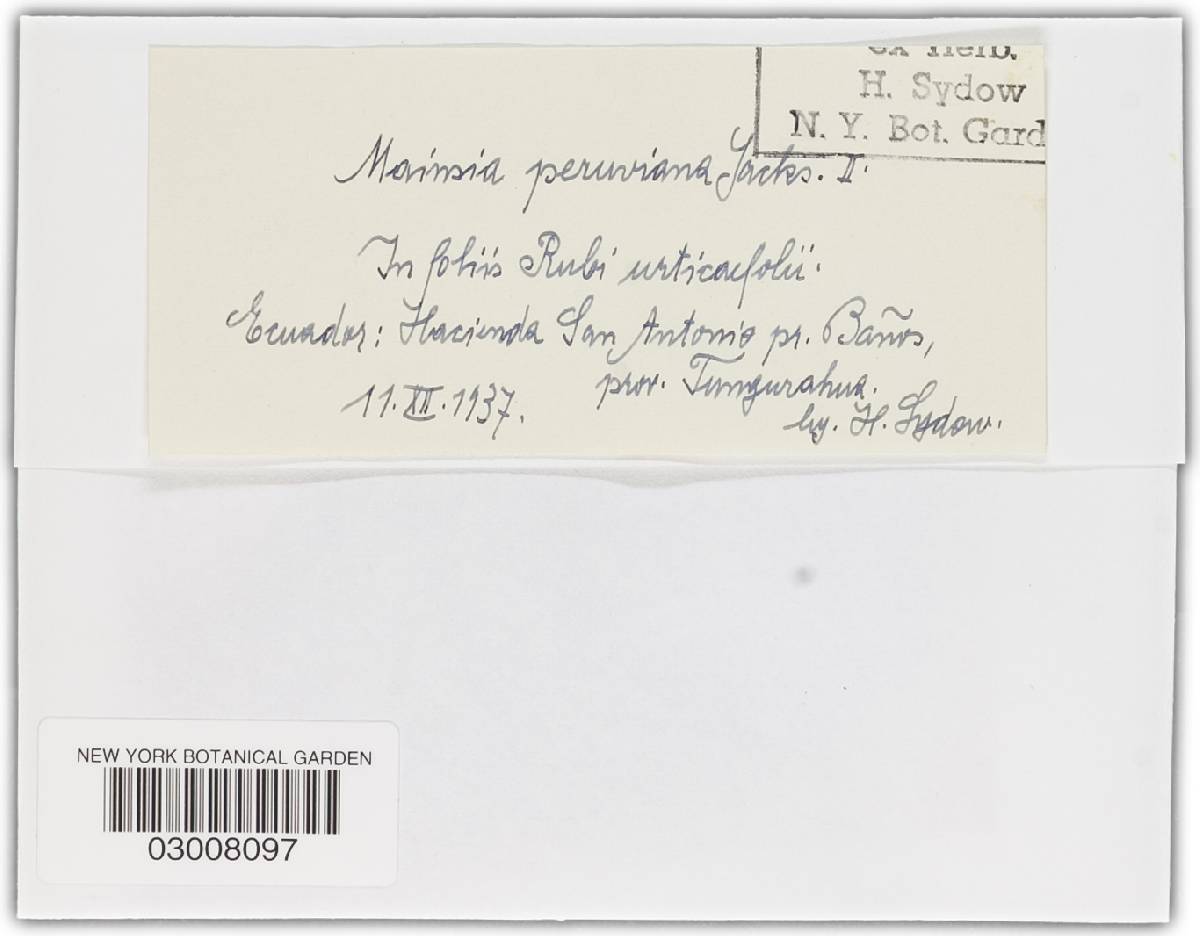 ex Herb.
H. Sydow
N. Y. Bot. Gard
Mainsia peruviana Jacks. II.
In foliis Rubi urticaefolii.
Ecuador: Hacienda San Antonio pr. Baños,
prov. Tungurahua.
11. XII. 1937.
leg. H. Sydow.
NEW YORK BOTANICAL GARDEN
03008097